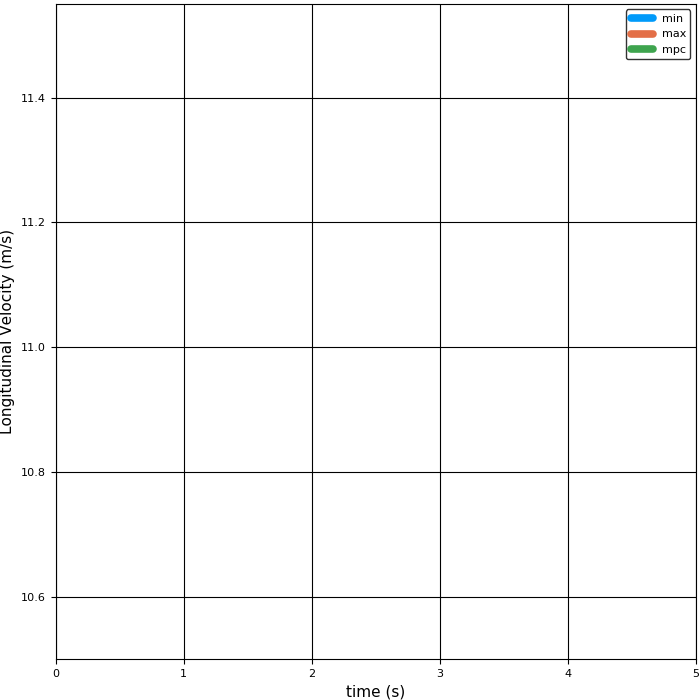 min
max
mpc
11.4
11.2
11.0
10.8
10.6
Longitudinal Velocity (m/s)
0 1 2 3 4 5
time (s)